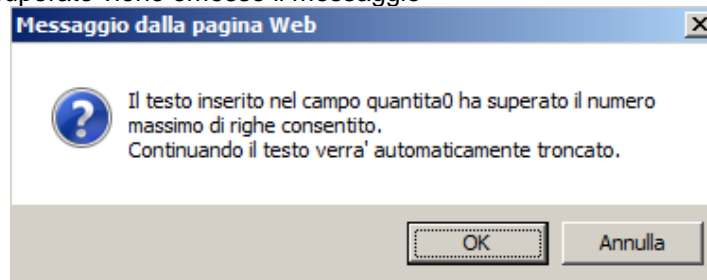 viene emesso il messaggio
Messaggio dalla pagina Web
Il testo inserito nel campo quantita0 ha superato il numero
massimo di righe consentito.
Continuando il testo verra' automaticamente troncato.
OK
Annulla